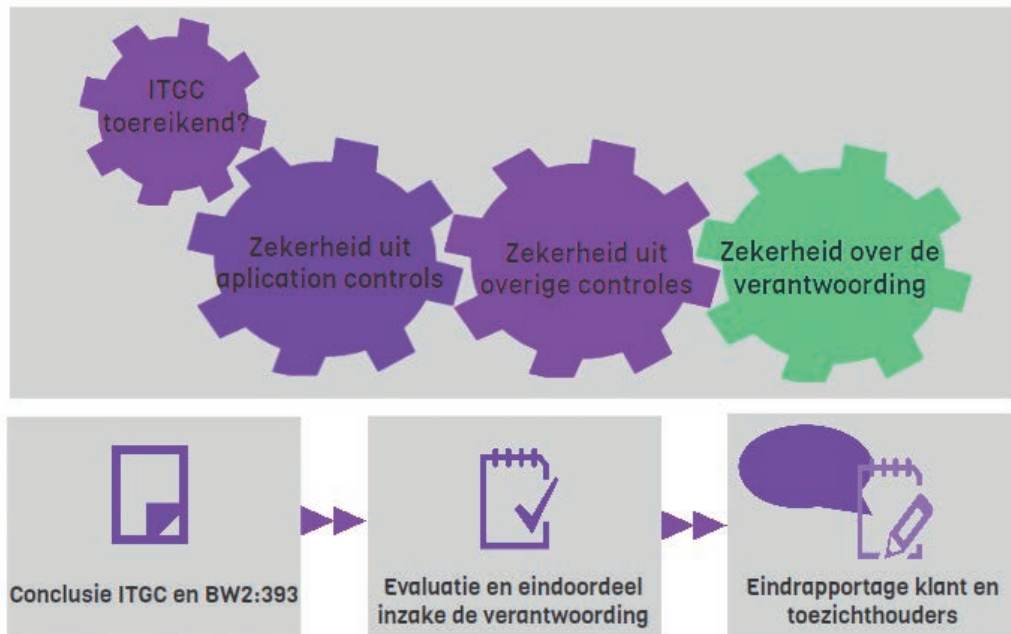 ITGC
toereikend?
Zekerheid uit
aplication controls
Zekerheid uit
overige controles
Zekerheid over de
verantwoording
Conclusie ITGC en BW2:393
Evaluatie en eindoordeel
inzake de verantwoording
Eindrapportage klant en
toezichthouders